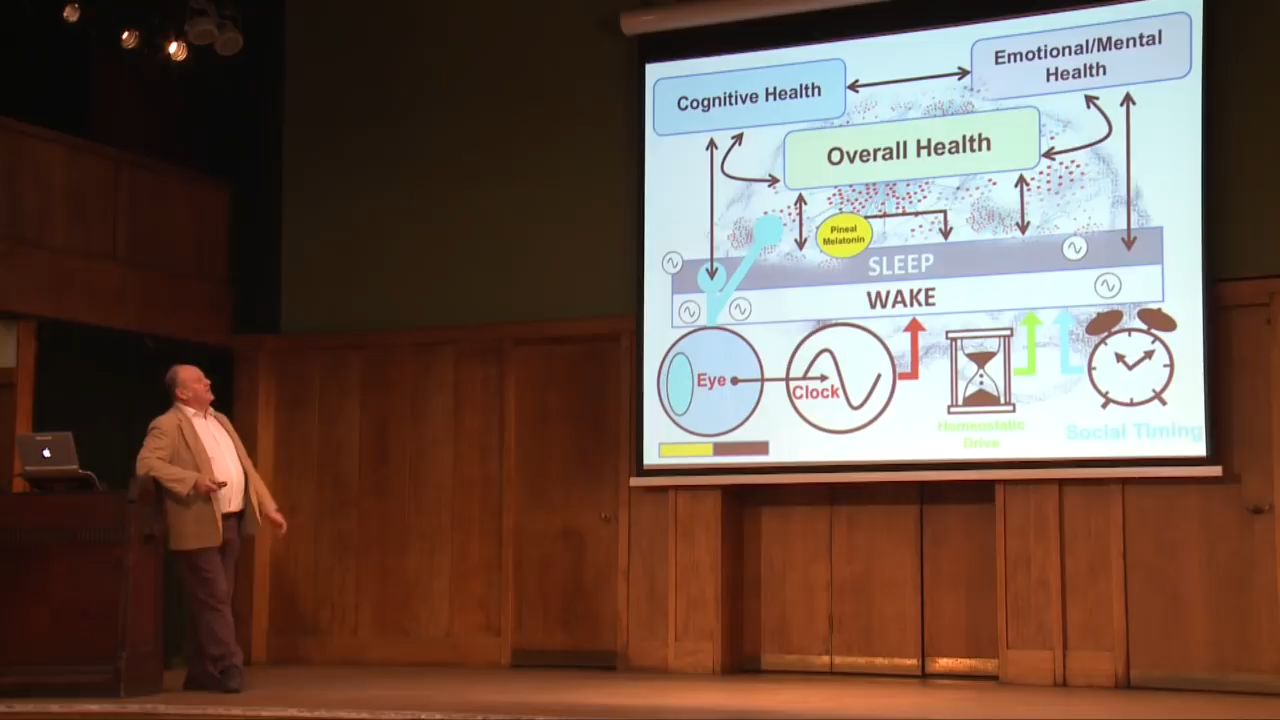 Emotional/Mental
Health
Cognitive Health
Overall Health
Pineal
Melatonin
SLEEP
WAKE
Eye
Clock
Homeostatic
Drive
Social Timing